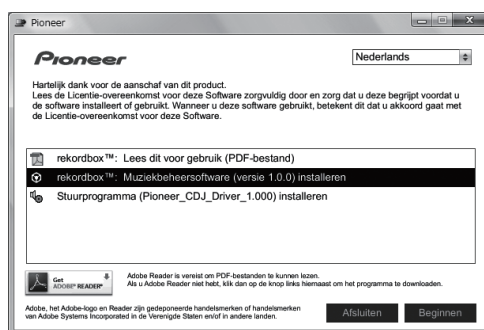 Pioneer
Pioneer
Nederlands
Hartelijk dank voor de aanschaf van dit product.
Lees de Licentie-overeenkomst voor deze Software zorgvuldig door en zorg dat u deze begrijpt voordat u
de software installeert of gebruikt. Wanneer u deze software gebruikt, betekent dit dat u akkoord gaat met
de Licentie-overeenkomst voor deze Software.
rekordbox™: Lees dit voor gebruik (PDF-bestand)
rekordbox™: Muziekbeheersoftware (versie 1.0.0) installeren
Stuurprogramma (Pioneer_CDJ_Driver_1.000) installeren
Get
ADOBE® READER®
Adobe Reader is vereist om PDF-bestanden te kunnen lezen.
Als u Adobe Reader niet hebt, klik dan op de knop links hiernaast om het programma te downloaden.
Adobe, het Adobe-logo en Reader zijn gedeponeerde handelsmerken of handelsmerken
van Adobe Systems Incorporated in de Verenigde Staten en/of in andere landen.
Afsluiten
Beginnen